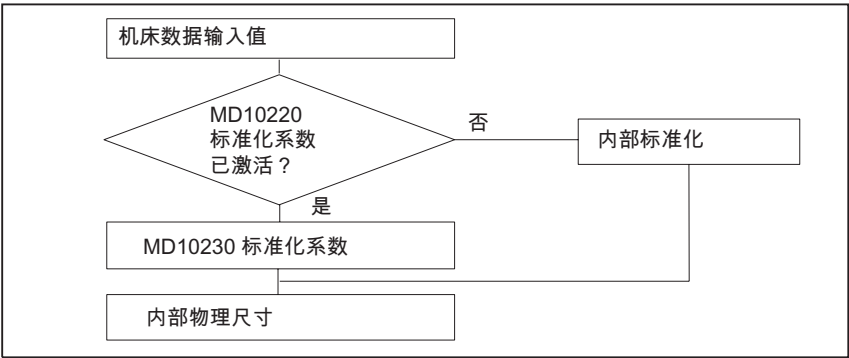 机床数据输入值
MD10220
标准化系数
已激活？
否
内部标准化
是
MD10230 标准化系数
内部物理尺寸